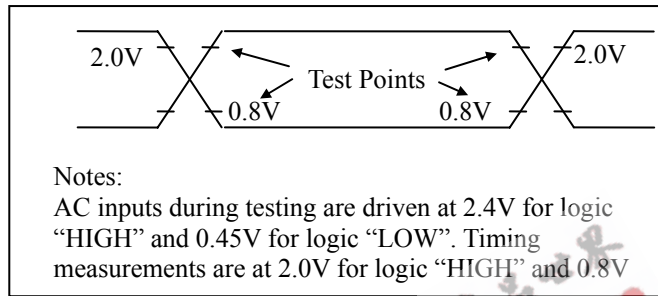 2.0V 2.0V
Test Points
0.8V 0.8V
Notes:
AC inputs during testing are driven at 2.4V for logic
“HIGH” and 0.45V for logic “LOW”. Timing
measurements are at 2.0V for logic “HIGH” and 0.8V